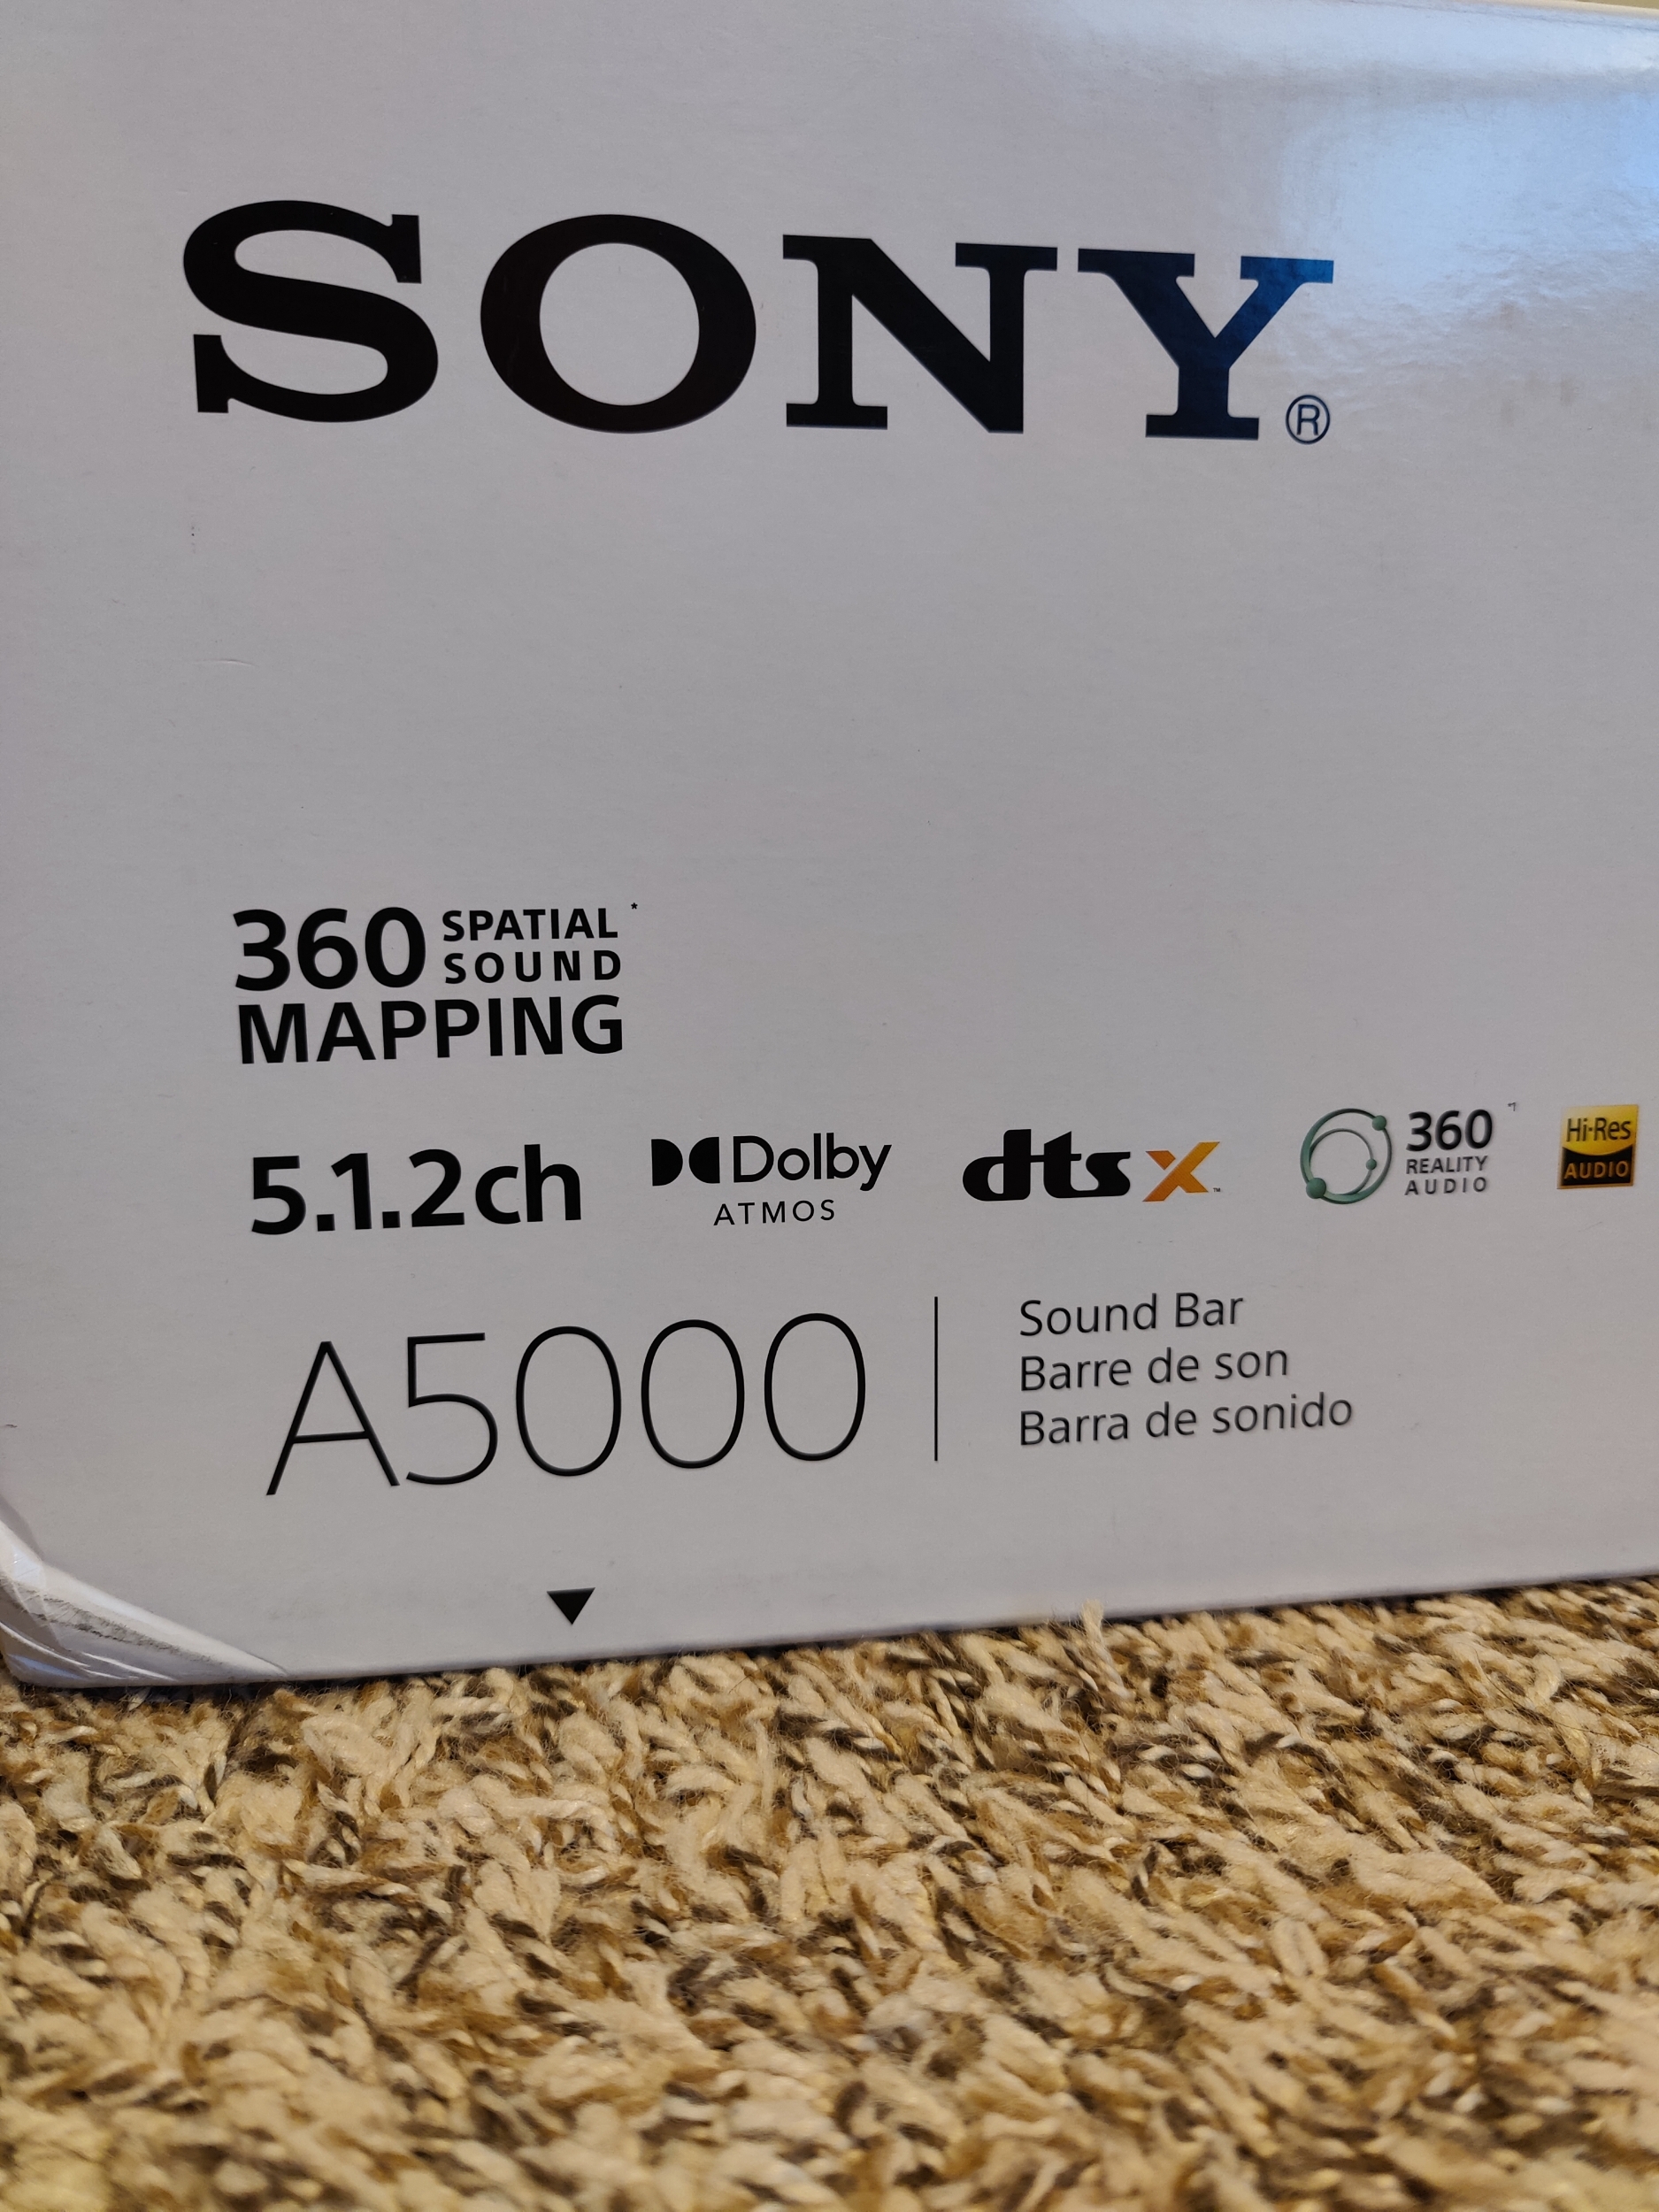 SONY®
360 SPATIAL SOUND MAPPING*
5.1.2ch Dolby ATMOS dts X™ 360 REALITY AUDIO Hi-Res AUDIO
A5000
Sound Bar
Barre de son
Barra de sonido